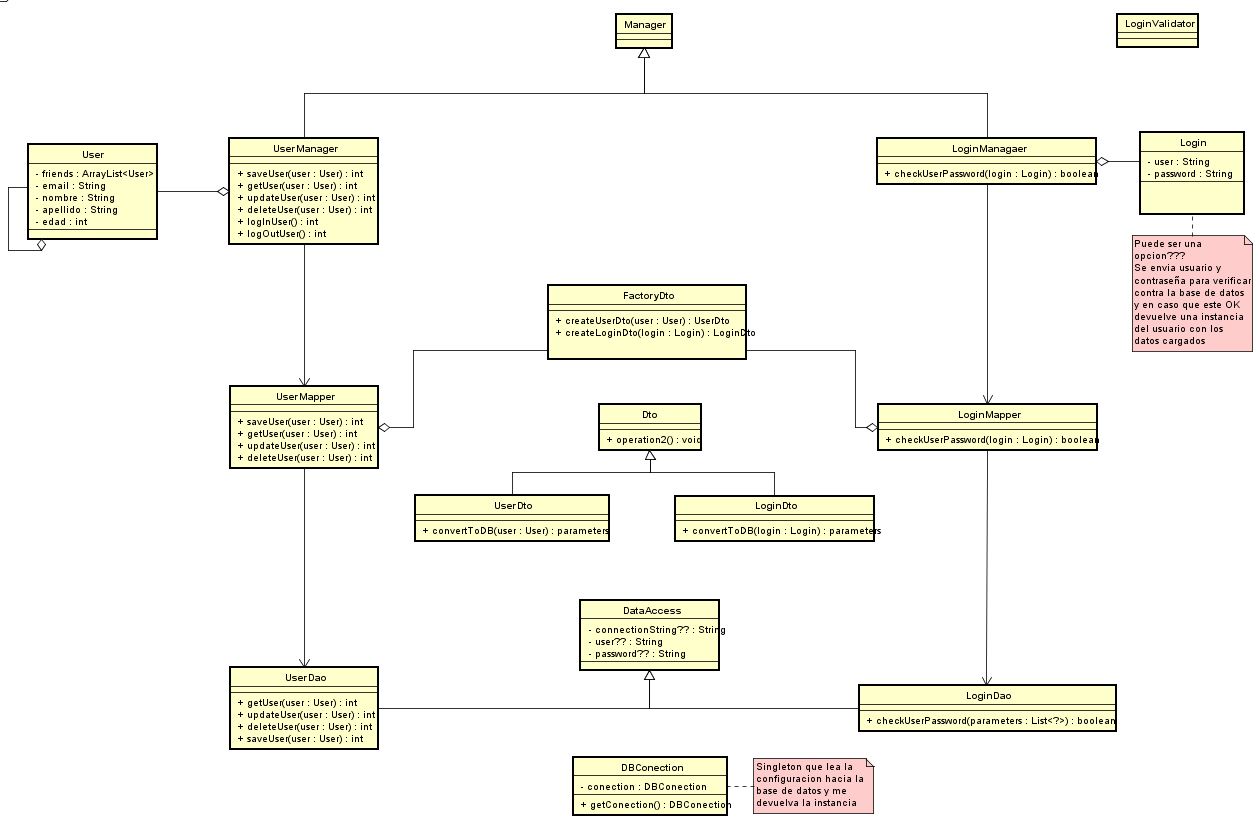 Manager
LoginValidator
User
- friends : ArrayList<User>
- email : String
- nombre : String
- apellido : String
- edad : int
UserManager
+ saveUser(user : User) : int
+ getUser(user : User) : int
+ updateUser(user : User) : int
+ deleteUser(user : User) : int
+ logInUser() : int
+ logOutUser() : int
LoginManagaer
+ checkUserPassword(login : Login) : boolean
Login
- user : String
- password : String
Puede ser una
opcion???
Se envia usuario y
contraseña para verificar
contra la base de datos
y en caso que este OK
devuelve una instancia
del usuario con los
datos cargados
FactoryDto
+ createUserDto(user : User) : UserDto
+ createLoginDto(login : Login) : LoginDto
UserMapper
+ saveUser(user : User) : int
+ getUser(user : User) : int
+ updateUser(user : User) : int
+ deleteUser(user : User) : int
Dto
+ operation2() : void
LoginMapper
+ checkUserPassword(login : Login) : boolean
UserDto
+ convertToDB(user : User) : parameters
LoginDto
+ convertToDB(login : Login) : parameters
DataAccess
- connectionString?? : String
- user?? : String
- password?? : String
UserDao
+ getUser(user : User) : int
+ updateUser(user : User) : int
+ deleteUser(user : User) : int
+ saveUser(user : User) : int
LoginDao
+ checkUserPassword(parameters : List<?>) : boolean
DBConection
- conection : DBConection
+ getConection() : DBConection
Singleton que lea la
configuracion hacia la
base de datos y me
devuelva la instancia